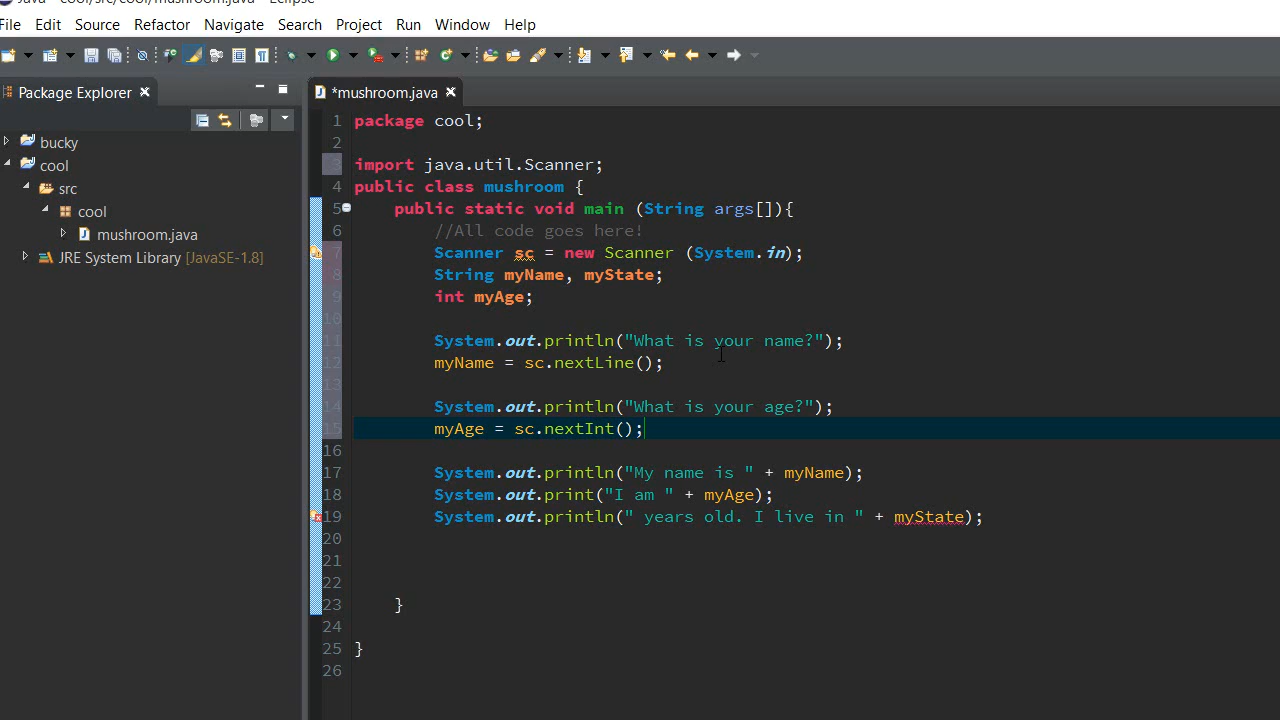 Java - cool/src/cool/mushroom.java - Eclipse
File Edit Source Refactor Navigate Search Project Run Window Help
Package Explorer
*mushroom.java
bucky
cool
src
cool
mushroom.java
JRE System Library [JavaSE-1.8]
1 package cool;
2
3 import java.util.Scanner;
4 public class mushroom {
5 public static void main (String args[]){
6 //All code goes here!
7 Scanner sc = new Scanner (System.in);
8 String myName, myState;
9 int myAge;
10
11 System.out.println("What is your name?");
12 myName = sc.nextLine();
13
14 System.out.println("What is your age?");
15 myAge = sc.nextInt();
16
17 System.out.println("My name is " + myName);
18 System.out.print("I am " + myAge);
19 System.out.println(" years old. I live in " + myState);
20
21
22
23 }
24
25 }
26